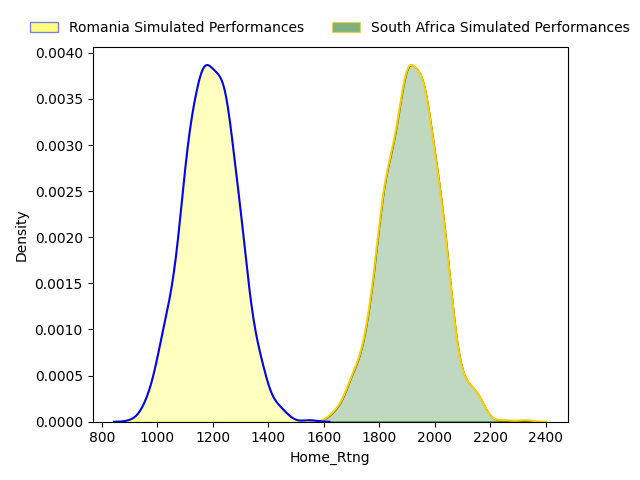 Romania Simulated Performances
South Africa Simulated Performances
0.0040
0.0035
0.0030
0.0025
0.0020
0.0015
0.0010
0.0005
0.0000
Density
800 1000 1200 1400 1600 1800 2000 2200 2400
Home_Rtng